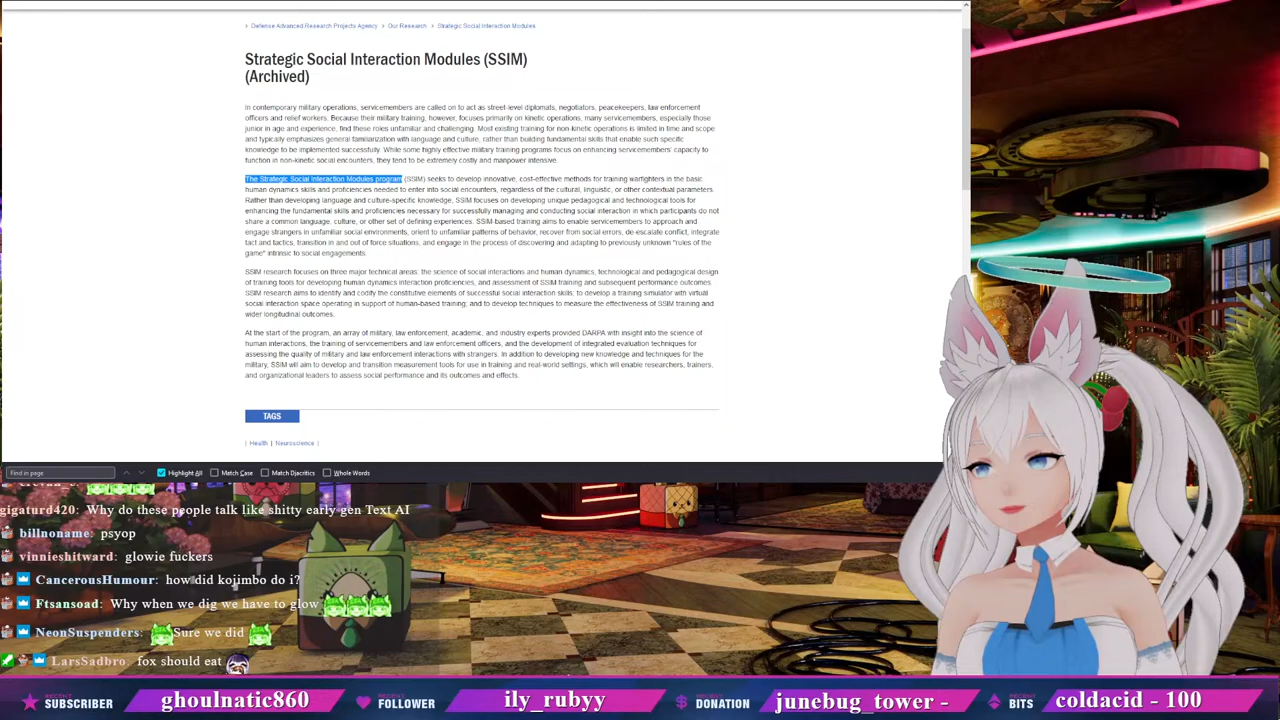 Defense Advanced Research Projects Agency > Our Research > Strategic Social Interaction Modules
Strategic Social Interaction Modules (SSIM)
(Archived)
In contemporary military operations, servicemembers are called on to act as street-level diplomats, negotiators, peacekeepers, law enforcement
officers and relief workers. Because their military training, however, focuses primarily on kinetic operations, many servicemembers, especially those
junior in age and experience, find these roles unfamiliar and challenging. Most existing training for non-kinetic operations is limited in time and scope
and typically emphasizes general familiarization with language and culture, rather than building fundamental skills that enable such specific
knowledge to be implemented successfully. While some highly effective military training programs focus on enhancing servicemembers' capacity to
function in non-kinetic social encounters, they tend to be extremely costly and manpower intensive.
The Strategic Social Interaction Modules program (SSIM) seeks to develop innovative, cost-effective methods for training warfighters in the basic
human dynamics skills and proficiencies needed to enter into social encounters, regardless of the cultural, linguistic, or other contextual parameters.
Rather than developing language and culture-specific knowledge, SSIM focuses on developing unique pedagogical and technological tools for
enhancing the fundamental skills and proficiencies necessary for successfully managing and conducting social interaction in which participants do not
share a common language, culture, or other set of defining experiences. SSIM-based training aims to enable servicemembers to approach and
engage strangers in unfamiliar social environments, orient to unfamiliar patterns of behavior, recover from social errors, de-escalate conflict, integrate
tact and tactics, transition in and out of force situations, and engage in the process of discovering and adapting to previously unknown "rules of the
game" intrinsic to social engagements.
SSIM research focuses on three major technical areas: the science of social interactions and human dynamics, technological and pedagogical design
of training tools for developing human dynamics interaction proficiencies, and assessment of SSIM training and subsequent performance outcomes
SSIM research aims to identify and codify the constitutive elements of successful social interaction skills; to develop a training simulator with virtual
social interaction space operating in support of human-based training; and to develop techniques to measure the effectiveness of SSIM training and
wider longitudinal outcomes.
At the start of the program, an array of military, law enforcement, academic, and industry experts provided DARPA with insight into the science of
human interactions, the training of servicemembers and law enforcement officers, and the development of integrated evaluation techniques for
assessing the quality of military and law enforcement interactions with strangers. In addition to developing new knowledge and techniques for the
military, SSIM will aim to develop and transition measurement tools for use in training and real-world settings, which will enable researchers, trainers,
and organizational leaders to assess social performance and its outcomes and effects.
TAGS
| Health | Neuroscience |
Find in page Highlight All Match Case Match Diacritics Whole Words
gigaturd420: Why do these people talk like shitty early gen Text AI
billnoname: psyop
vinnieshitward: glowie fuckers
CancerousHumour: how did kojimbo do i?
Ftsansoad: Why when we dig we have to glow
NeonSuspenders: Sure we did
LarsSadbro: fox should eat
RECENT SUBSCRIBER ghoulnatic860 RECENT FOLLOWER ily_rubyy RECENT DONATION junebug_tower - RECENT BITS coldacid - 100